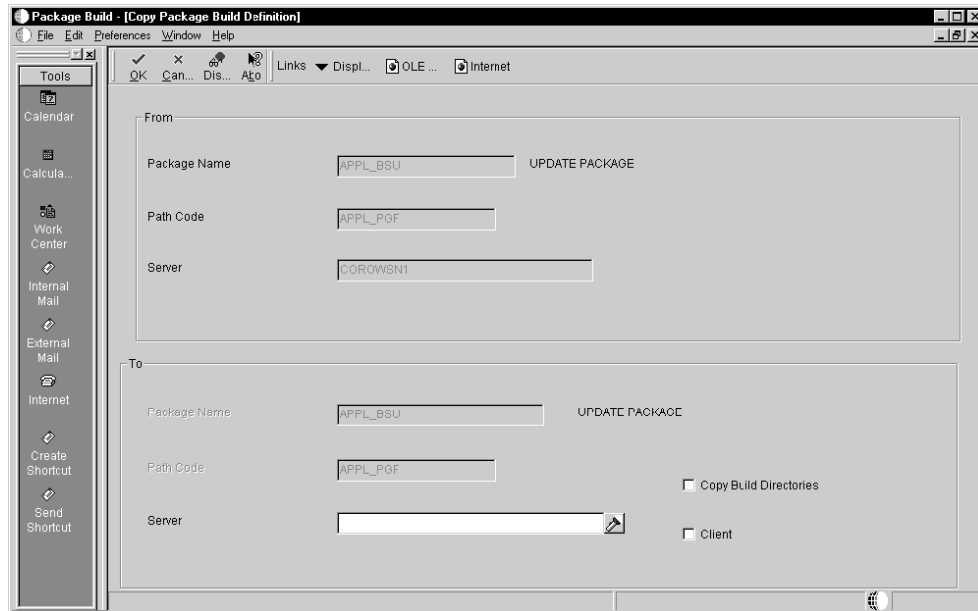 Package Build - [Copy Package Build Definition]
File Edit Preferences Window Help
Tools
Calendar
Calcula...
Work
Center
Internal
Mail
External
Mail
Internet
Create
Shortcut
Send
Shortcut
OK Can... Dis... Abo Links Displ... OLE ... Internet
From
Package Name APPL_BSU UPDATE PACKAGE
Path Code APPL_PGF
Server COROWSN1
To
Package Name APPL_BSU UPDATE PACKAGE
Path Code APPL_PGF
Copy Build Directories
Server
Client